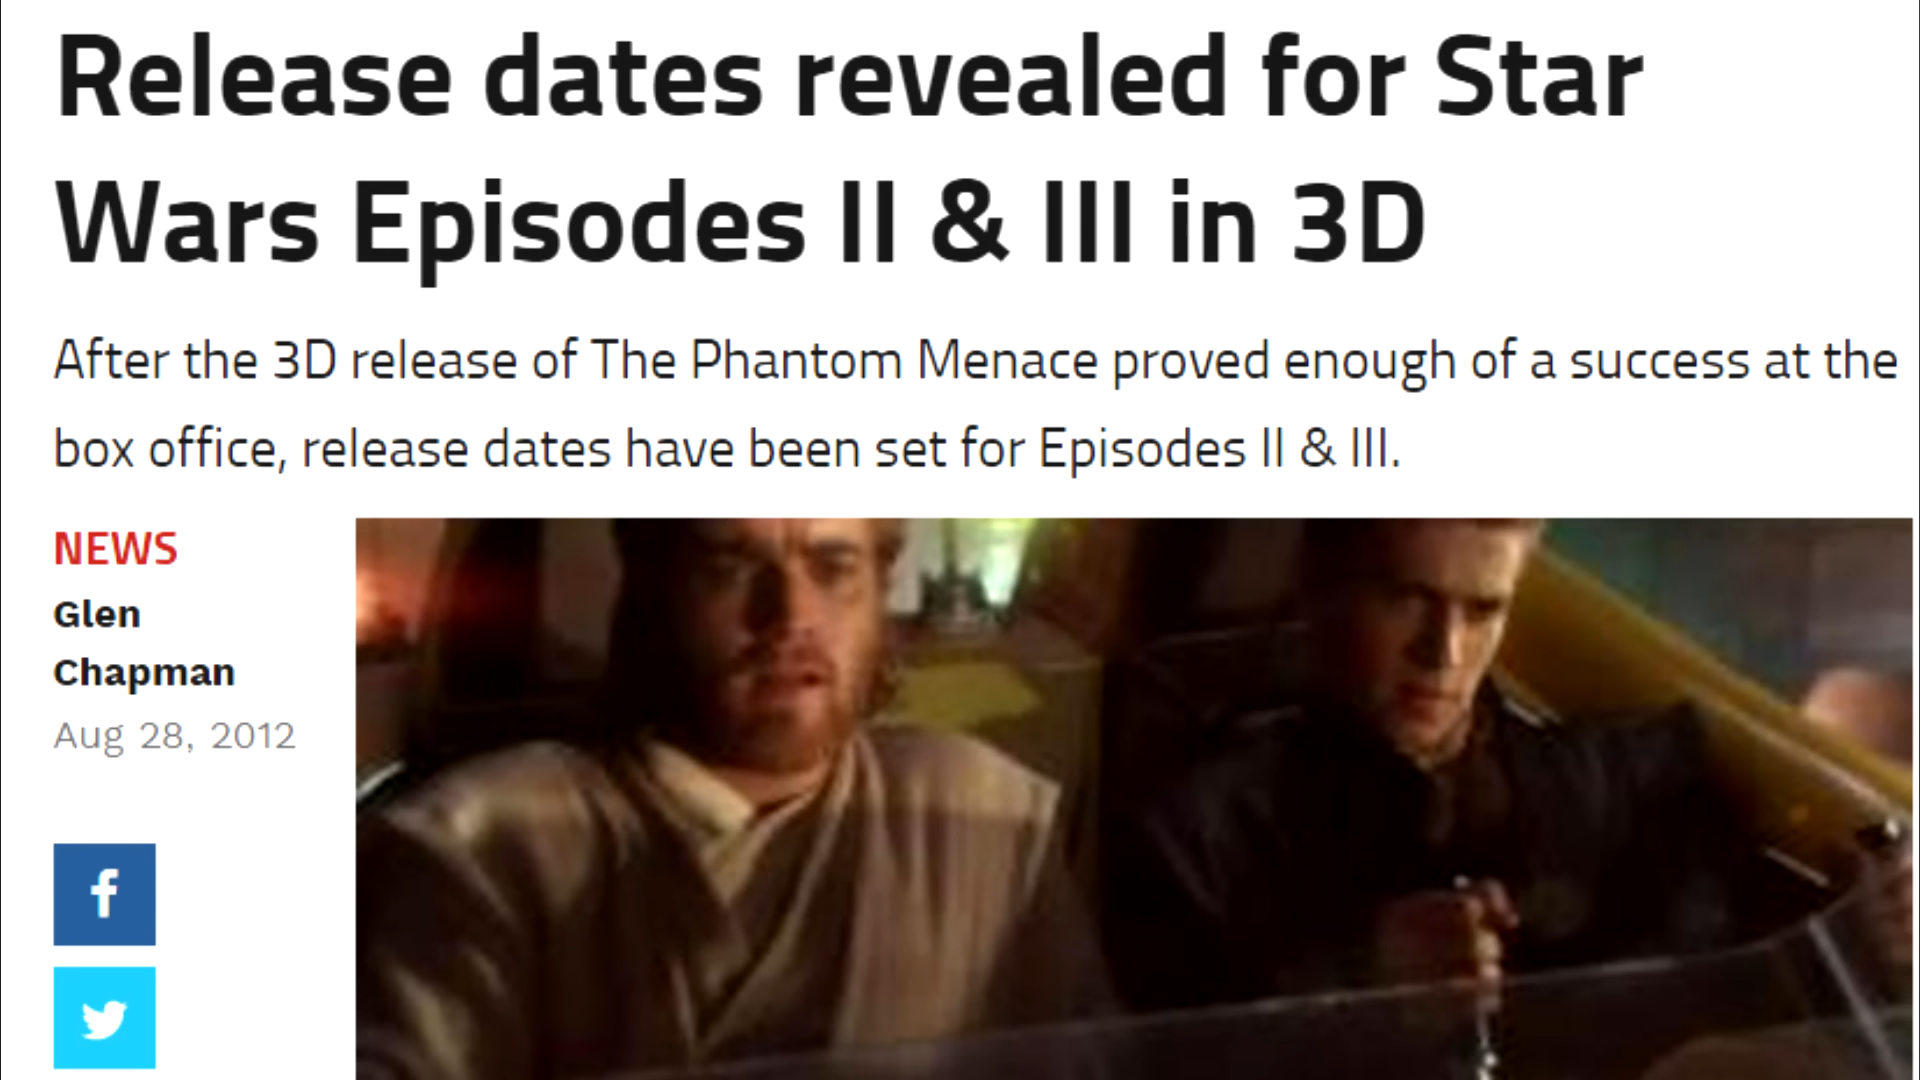 Release dates revealed for Star
Wars Episodes II & III in 3D
After the 3D release of The Phantom Menace proved enough of a success at the
box office, release dates have been set for Episodes II & III.
NEWS
Glen
Chapman
Aug 28, 2012